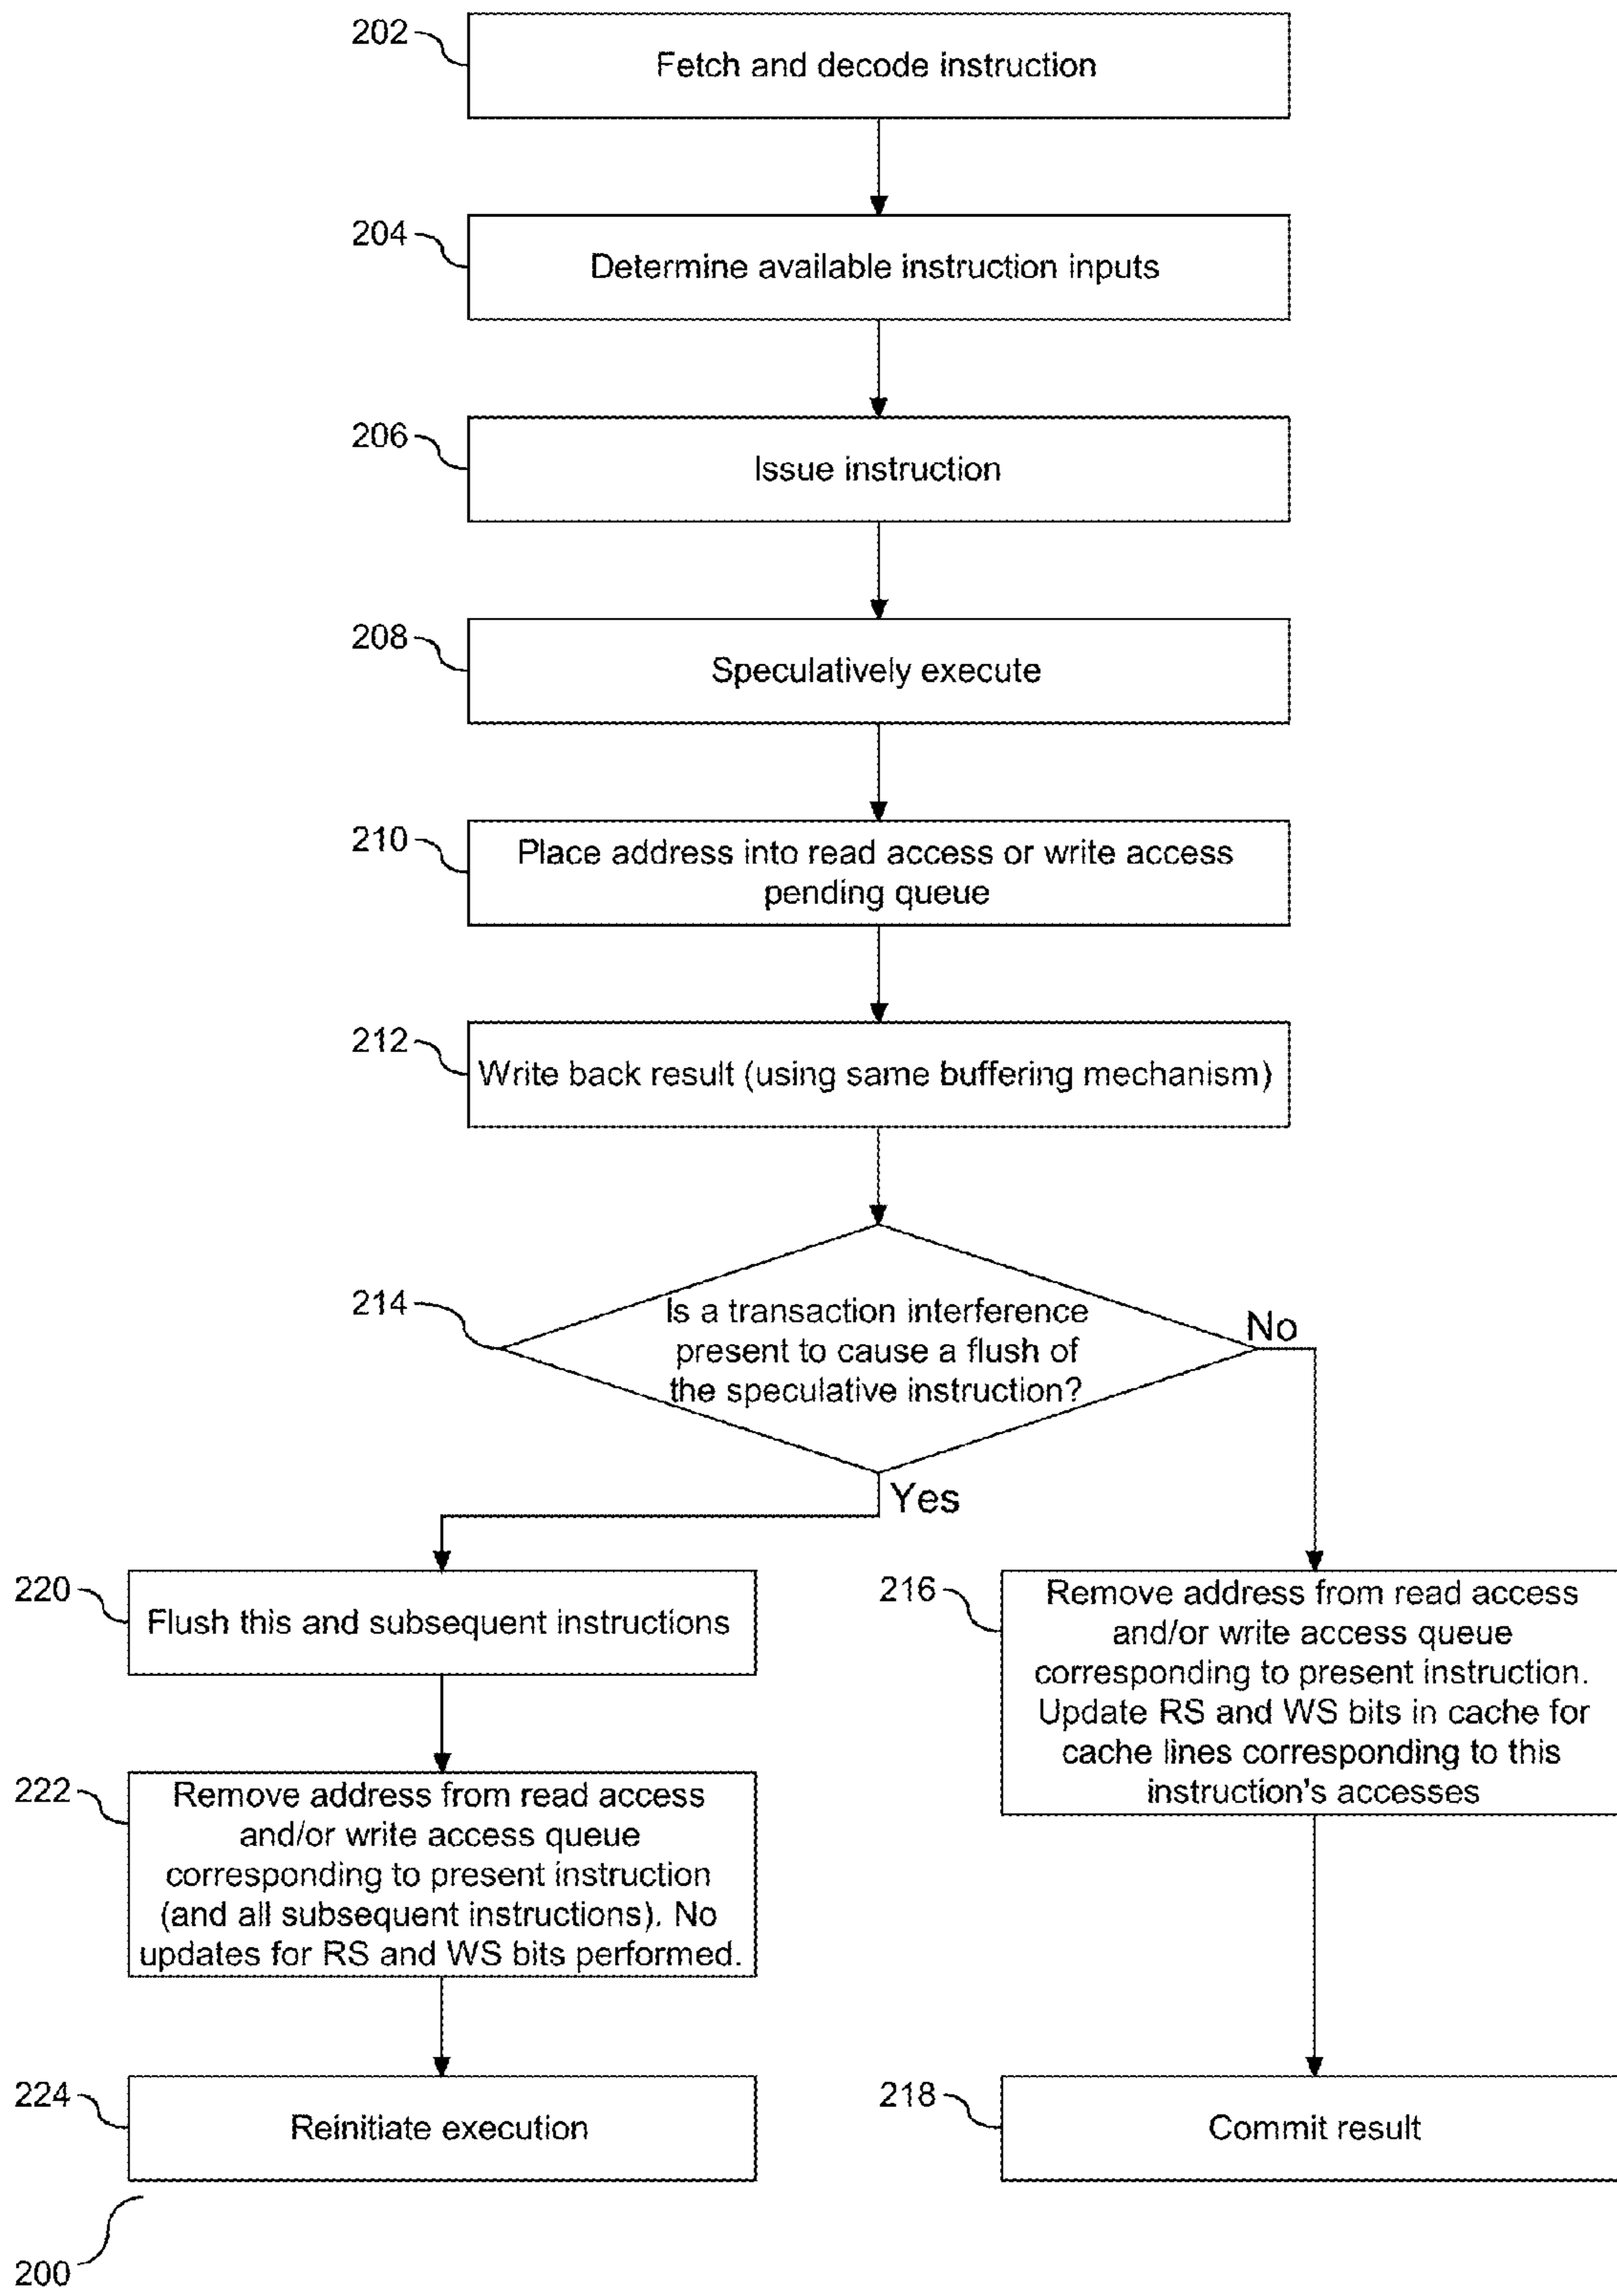 202
Fetch and decode instruction
204
Determine available instruction inputs
206
Issue instruction
208
Speculatively execute
210
Place address into read access or write access
pending queue
212
Write back result (using same buffering mechanism)
214
Is a transaction interference
present to cause a flush of
the speculative instruction?
No
Yes
220
Flush this and subsequent instructions
216
Remove address from read access
and/or write access queue
corresponding to present instruction.
Update RS and WS bits in cache for
cache lines corresponding to this
instruction's accesses
222
Remove address from read access
and/or write access queue
corresponding to present instruction
(and all subsequent instructions). No
updates for RS and WS bits performed.
224
Reinitiate execution
218
Commit result
200